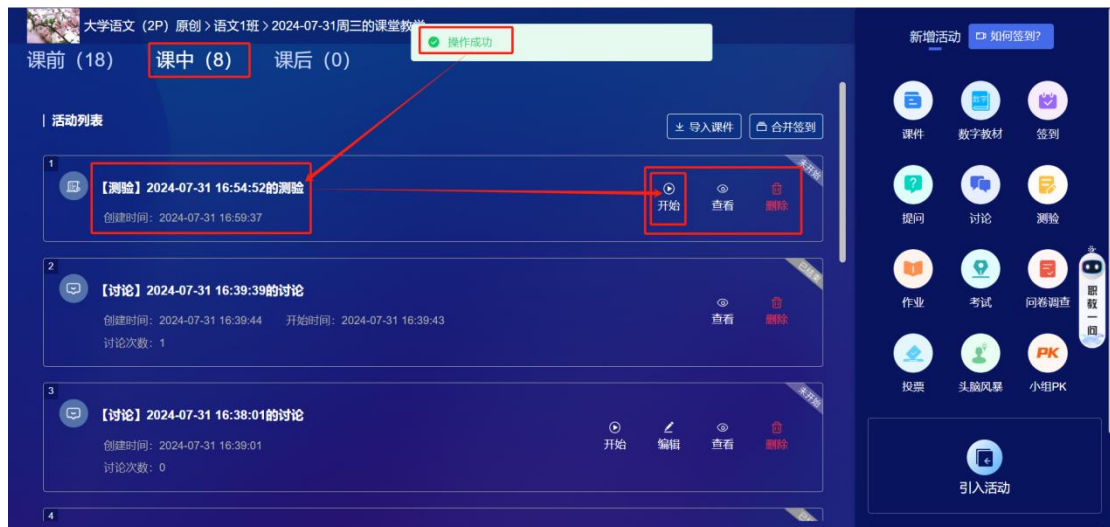 大学语文（2P）原创 > 语文1班 > 2024-07-31周三的课堂教学
操作成功
课前（18）
课中（8）
课后（0）
活动列表
导入课件
合并签到
1
未开始
【测验】2024-07-31 16:54:52的测验
创建时间：2024-07-31 16:59:37
开始
查看
删除
2
已结束
【讨论】2024-07-31 16:39:39的讨论
创建时间：2024-07-31 16:39:44 开始时间：2024-07-31 16:39:43
讨论次数：1
查看
删除
3
未开始
【讨论】2024-07-31 16:38:01的讨论
创建时间：2024-07-31 16:39:01
讨论次数：0
开始
编辑
查看
删除
4
新增活动
如何签到?
课件
数字教材
签到
提问
讨论
测验
作业
考试
问卷调查
投票
头脑风暴
PK
小组PK
引入活动
职教一问